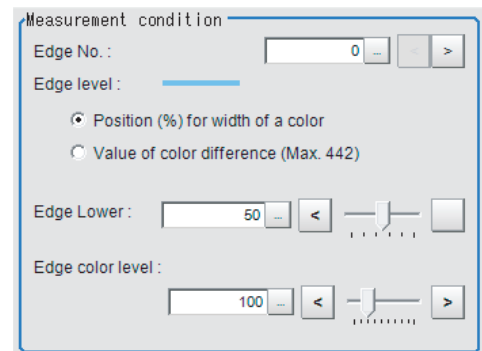 Measurement condition
Edge No. : 0 ... < >
Edge level :
Position (%) for width of a color
Value of color difference (Max. 442)
Edge Lower : 50 ... <
Edge color level :
100 ... < >